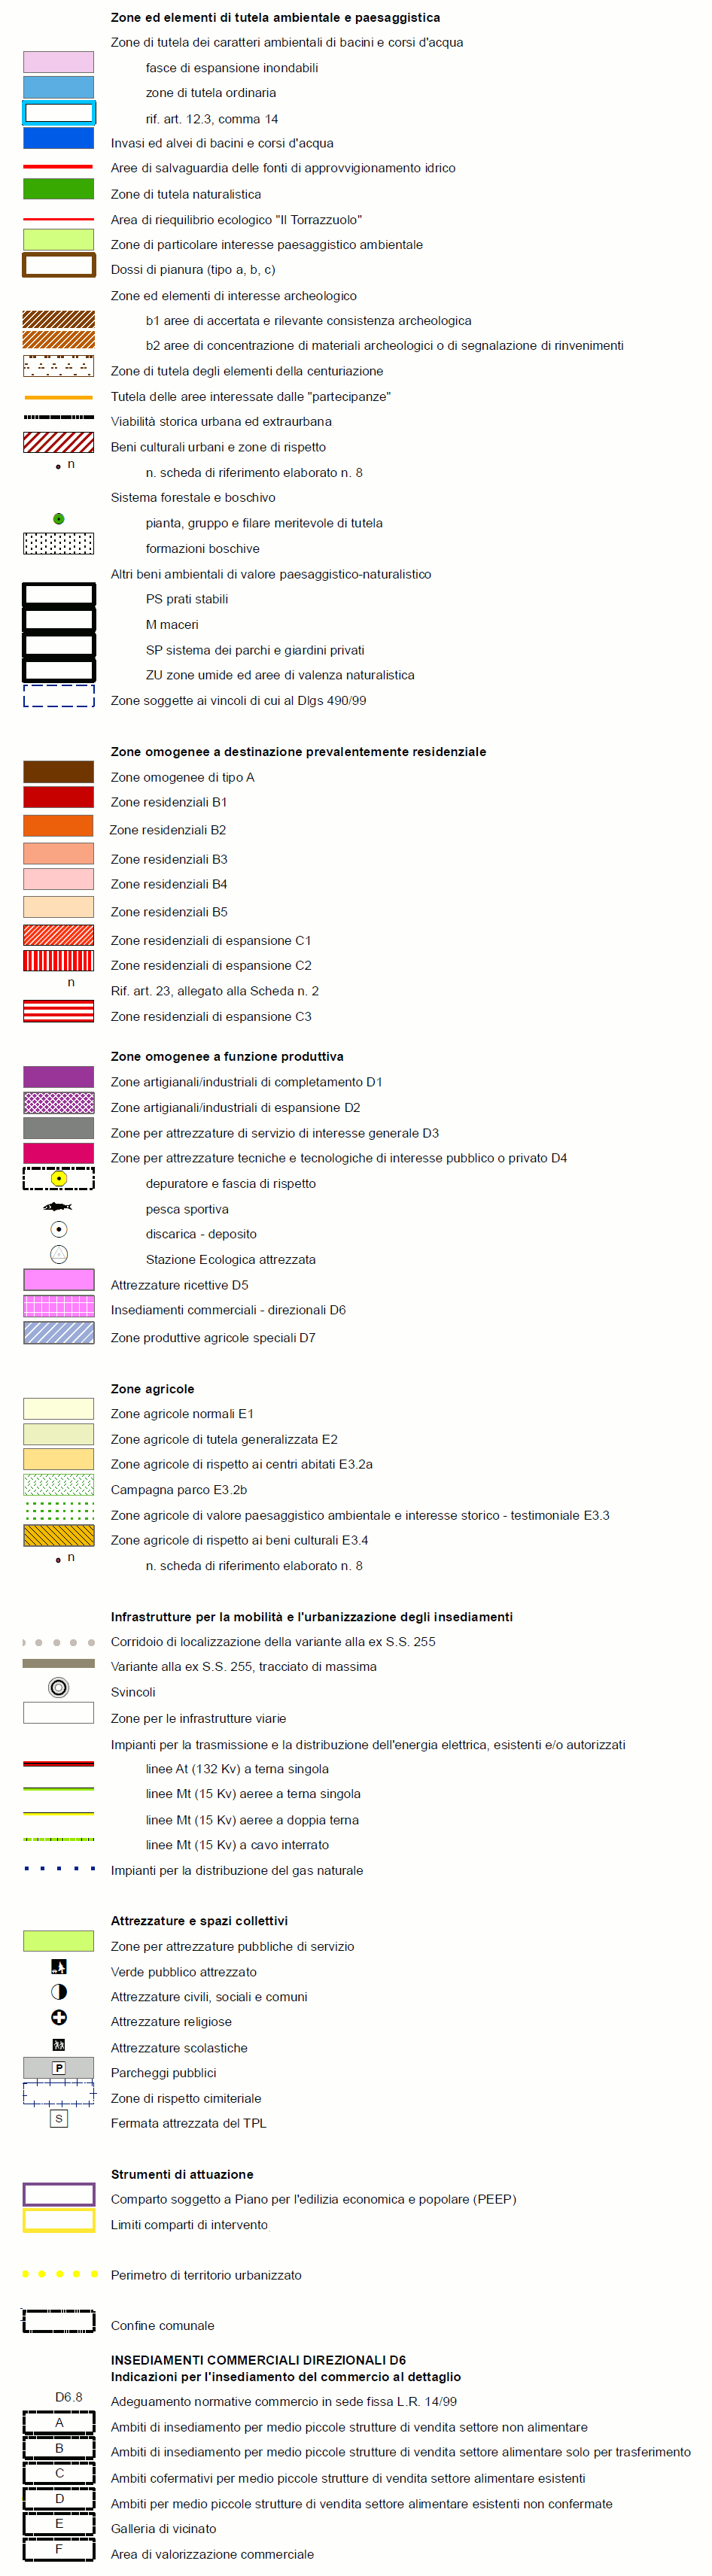 Zone ed elementi di tutela ambientale e paesaggistica
Zone di tutela dei caratteri ambientali di bacini e corsi d'acqua
fasce di espansione inondabili
zone di tutela ordinaria
rif. art. 12.3, comma 14
Invasi ed alvei di bacini e corsi d'acqua
Aree di salvaguardia delle fonti di approvvigionamento idrico
Zone di tutela naturalistica
Area di riequilibrio ecologico "Il Torrazzuolo"
Zone di particolare interesse paesaggistico ambientale
Dossi di pianura (tipo a, b, c)
Zone ed elementi di interesse archeologico
b1 aree di accertata e rilevante consistenza archeologica
b2 aree di concentrazione di materiali archeologici o di segnalazione di rinvenimenti
Zone di tutela degli elementi della centuriazione
Tutela delle aree interessate dalle "partecipanze"
Viabilità storica urbana ed extraurbana
Beni culturali urbani e zone di rispetto
n
n. scheda di riferimento elaborato n. 8
Sistema forestale e boschivo
pianta, gruppo e filare meritevole di tutela
formazioni boschive
Altri beni ambientali di valore paesaggistico-naturalistico
PS prati stabili
M maceri
SP sistema dei parchi e giardini privati
ZU zone umide ed aree di valenza naturalistica
Zone soggette ai vincoli di cui al Dlgs 490/99
Zone omogenee a destinazione prevalentemente residenziale
Zone omogenee di tipo A
Zone residenziali B1
Zone residenziali B2
Zone residenziali B3
Zone residenziali B4
Zone residenziali B5
Zone residenziali di espansione C1
Zone residenziali di espansione C2
n
Rif. art. 23, allegato alla Scheda n. 2
Zone residenziali di espansione C3
Zone omogenee a funzione produttiva
Zone artigianali/industriali di completamento D1
Zone artigianali/industriali di espansione D2
Zone per attrezzature di servizio di interesse generale D3
Zone per attrezzature tecniche e tecnologiche di interesse pubblico o privato D4
depuratore e fascia di rispetto
pesca sportiva
discarica - deposito
Stazione Ecologica attrezzata
Attrezzature ricettive D5
Insediamenti commerciali - direzionali D6
Zone produttive agricole speciali D7
Zone agricole
Zone agricole normali E1
Zone agricole di tutela generalizzata E2
Zone agricole di rispetto ai centri abitati E3.2a
Campagna parco E3.2b
Zone agricole di valore paesaggistico ambientale e interesse storico - testimoniale E3.3
Zone agricole di rispetto ai beni culturali E3.4
n
n. scheda di riferimento elaborato n. 8
Infrastrutture per la mobilità e l'urbanizzazione degli insediamenti
Corridoio di localizzazione della variante alla ex S.S. 255
Variante alla ex S.S. 255, tracciato di massima
Svincoli
Zone per le infrastrutture viarie
Impianti per la trasmissione e la distribuzione dell'energia elettrica, esistenti e/o autorizzati
linee At (132 Kv) a terna singola
linee Mt (15 Kv) aeree a terna singola
linee Mt (15 Kv) aeree a doppia terna
linee Mt (15 Kv) a cavo interrato
Impianti per la distribuzione del gas naturale
Attrezzature e spazi collettivi
Zone per attrezzature pubbliche di servizio
Verde pubblico attrezzato
Attrezzature civili, sociali e comuni
Attrezzature religiose
Attrezzature scolastiche
P Parcheggi pubblici
Zone di rispetto cimiteriale
S Fermata attrezzata del TPL
Strumenti di attuazione
Comparto soggetto a Piano per l'edilizia economica e popolare (PEEP)
Limiti comparti di intervento
Perimetro di territorio urbanizzato
Confine comunale
INSEDIAMENTI COMMERCIALI DIREZIONALI D6
Indicazioni per l'insediamento del commercio al dettaglio
D6.8 Adeguamento normative commercio in sede fissa L.R. 14/99
A Ambiti di insediamento per medio piccole strutture di vendita settore non alimentare
B Ambiti di insediamento per medio piccole strutture di vendita settore alimentare solo per trasferimento
C Ambiti cofermativi per medio piccole strutture di vendita settore alimentare esistenti
D Ambiti per medio piccole strutture di vendita settore alimentare esistenti non confermate
E Galleria di vicinato
F Area di valorizzazione commerciale